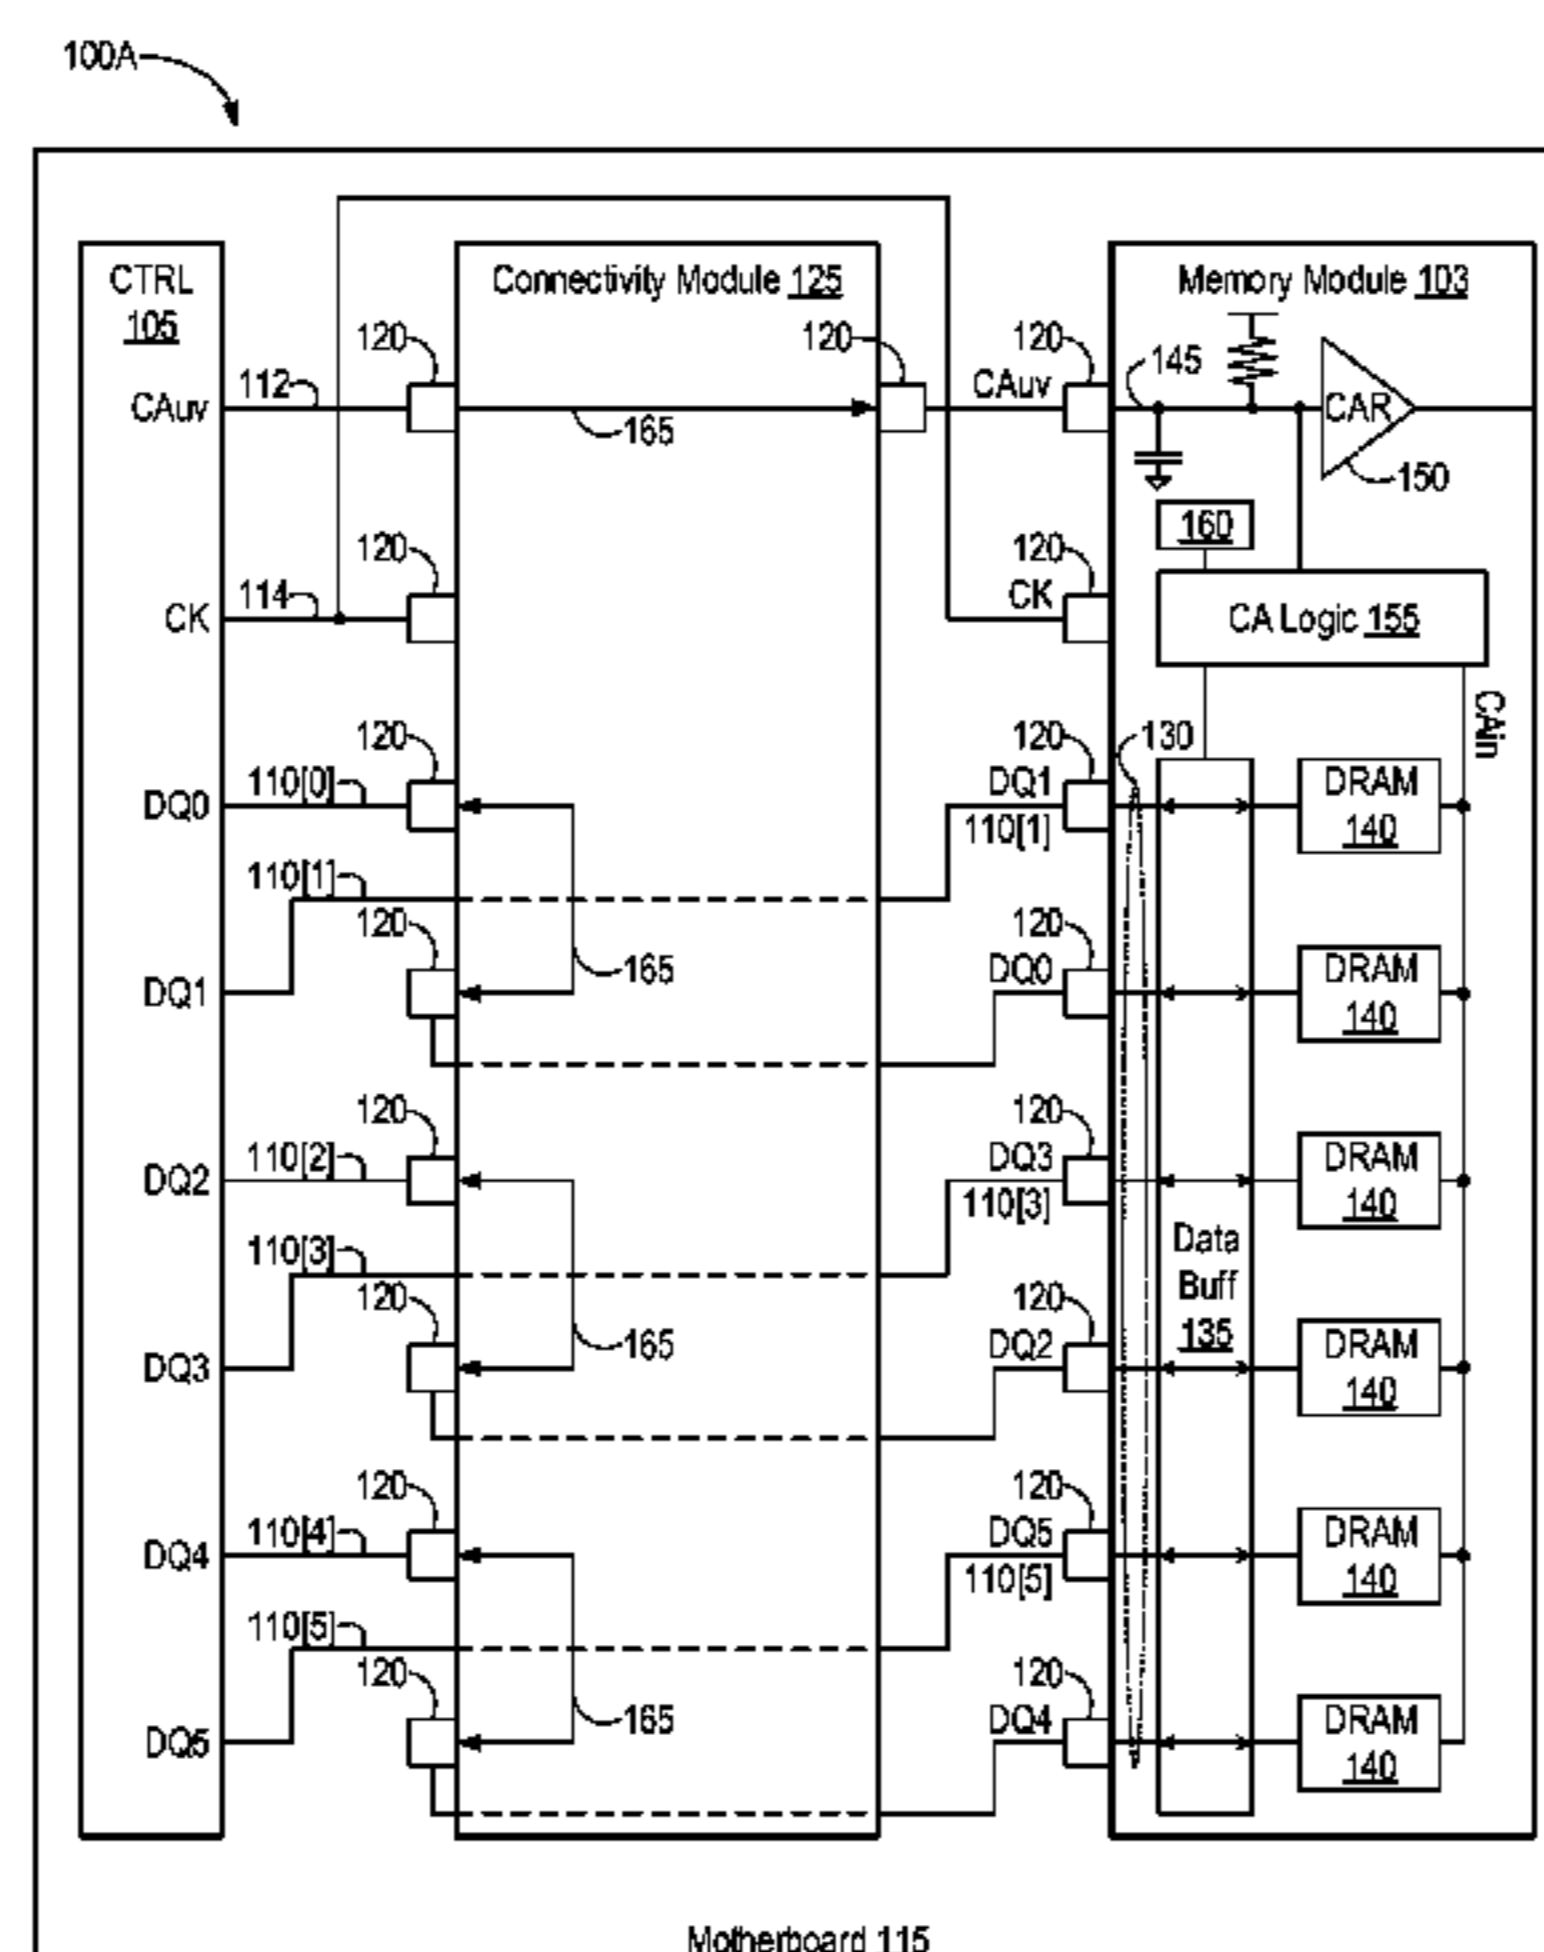 100A
CTRL
105
Connectivity Module 125
Memory Module 103
120
120
120
145
CAuv
112
165
CAuv
CAR
150
160
120
120
CK
114
CK
CA Logic 155
CAin
120
120
130
DQ0
110[0]
DQ1
110[1]
DRAM
140
110[1]
120
120
DQ1
165
DQ0
DRAM
140
120
120
DQ2
110[2]
DQ3
110[3]
DRAM
140
Data
Buff
135
110[3]
120
120
DQ3
165
DQ2
DRAM
140
120
120
DQ4
110[4]
DQ5
110[5]
DRAM
140
110[5]
120
120
DQ5
165
DQ4
DRAM
140
Motherboard 115